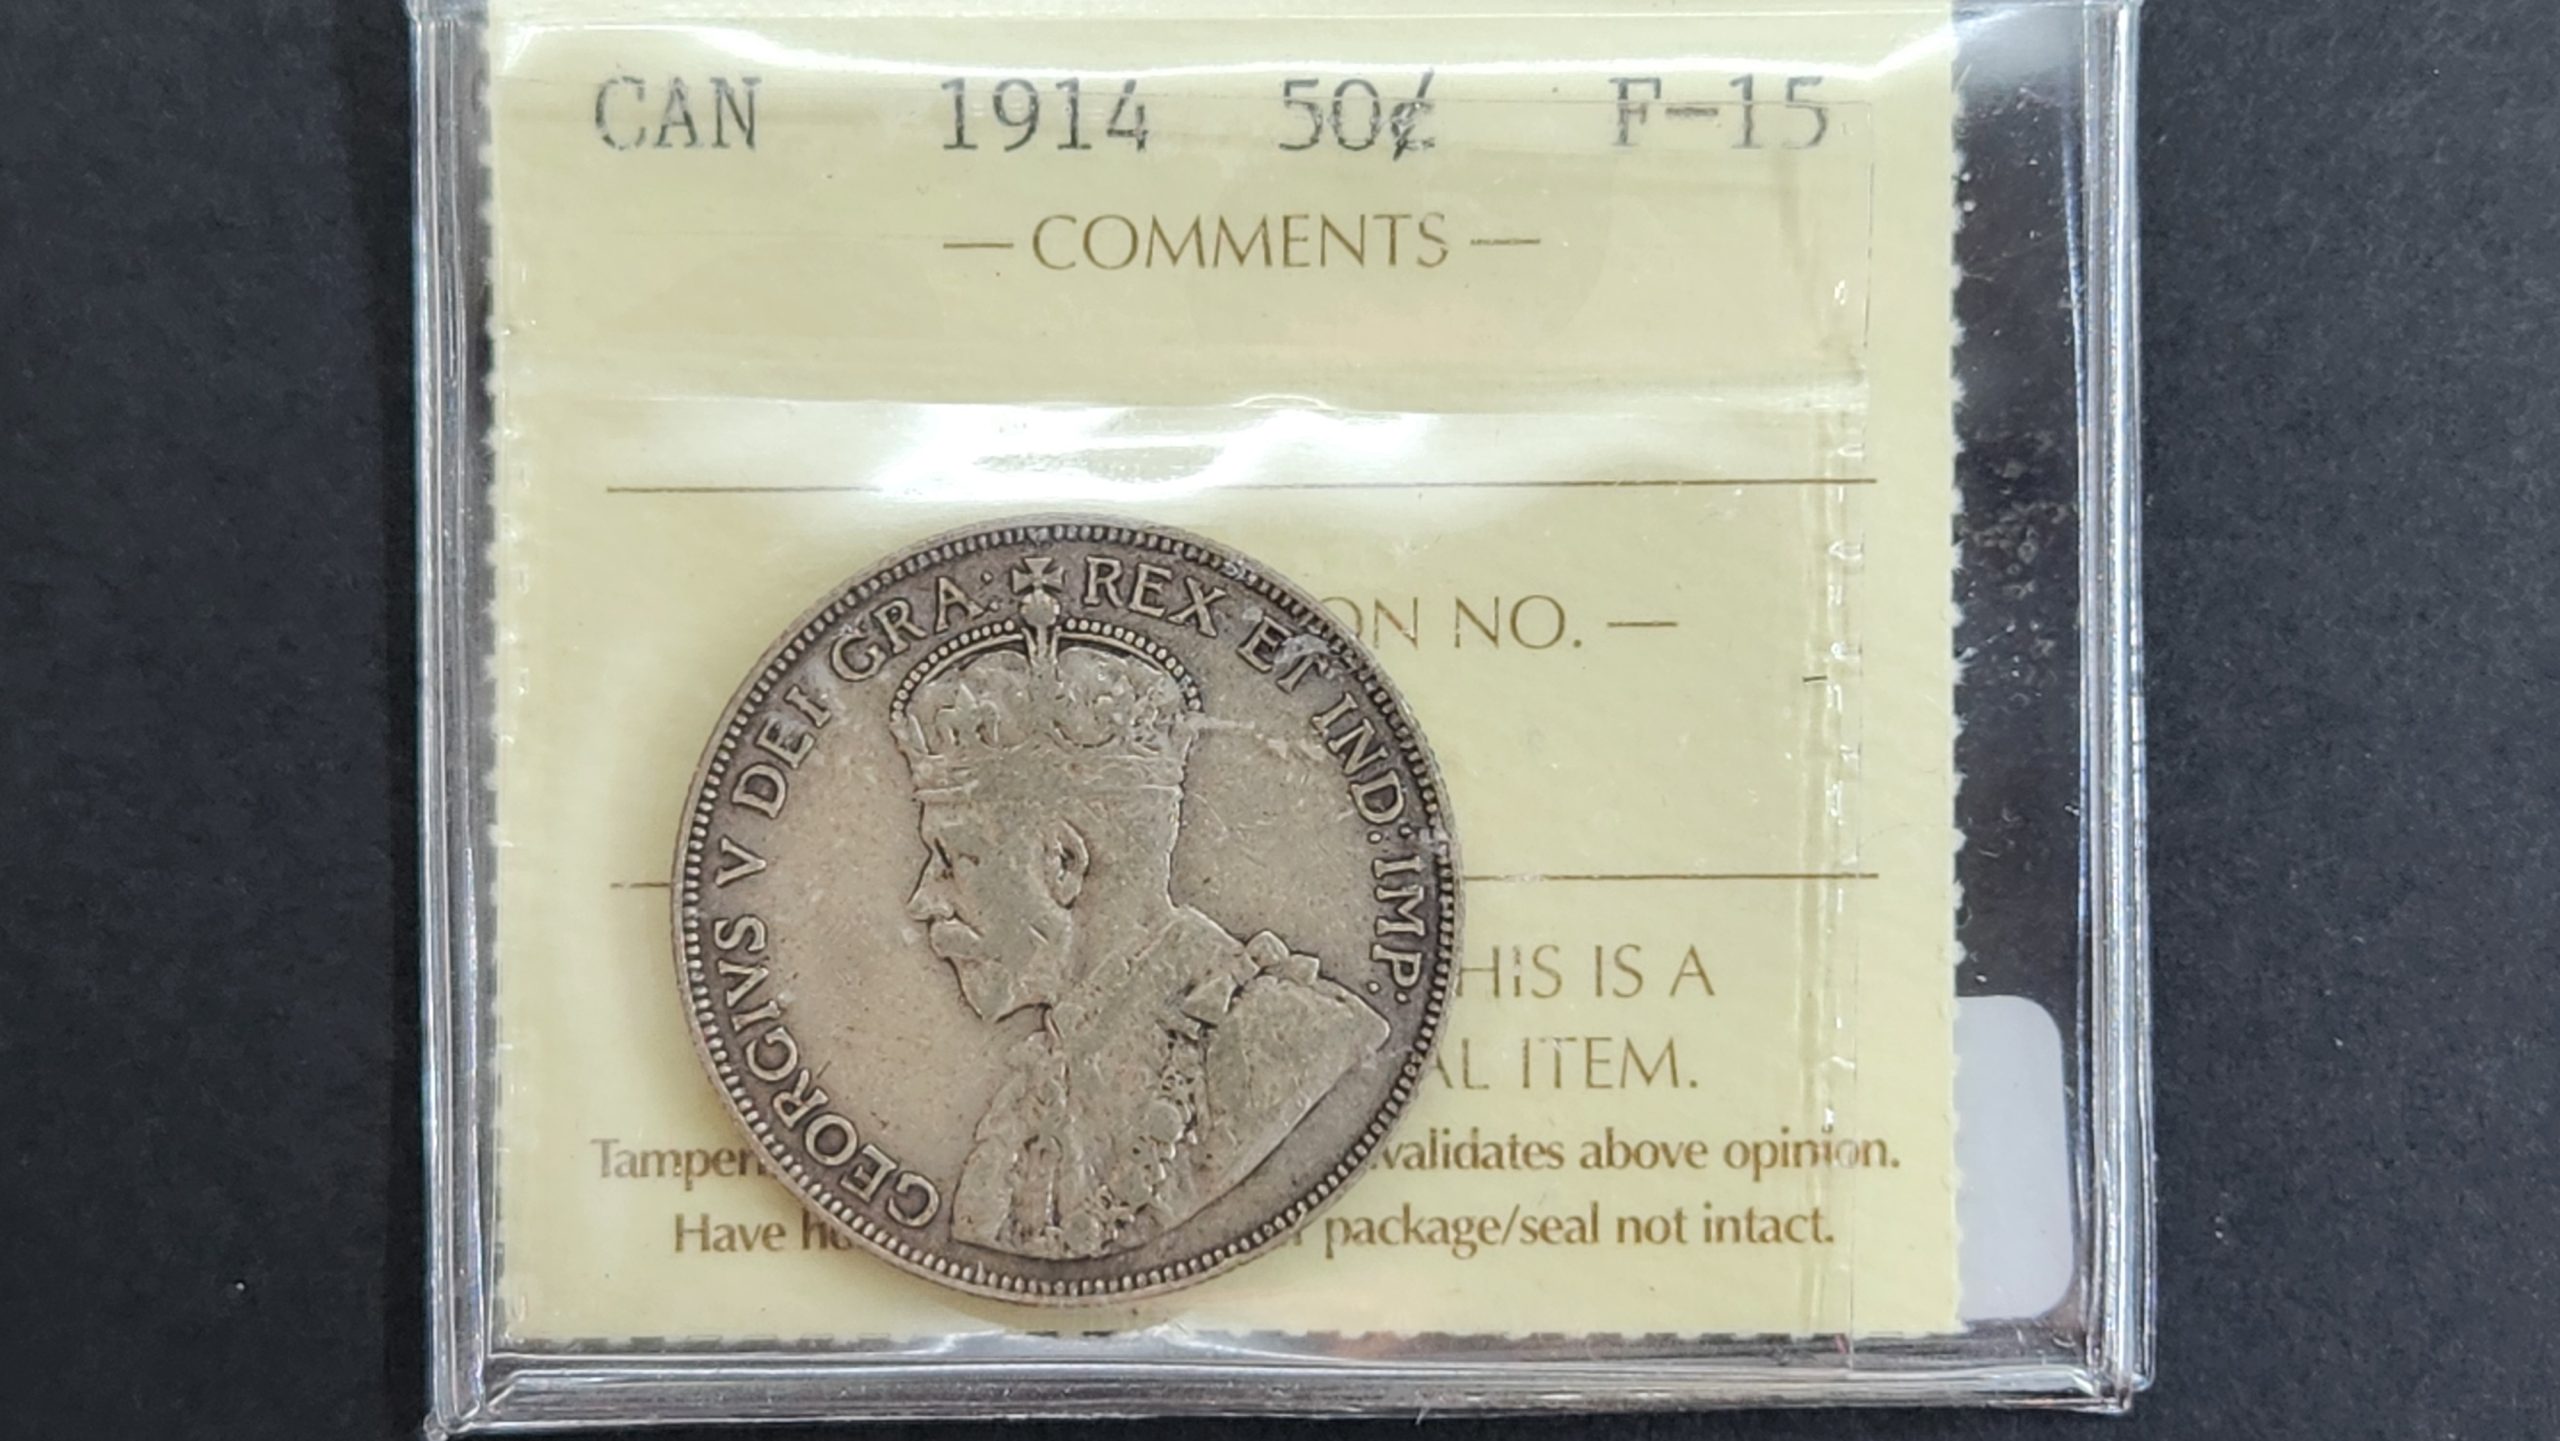 CAN 1914 50¢ F-15
— COMMENTS —
ON NO. —
GEORGIVS V DEI GRA: REX ET IND: IMP:
HIS IS A
AL ITEM.
validates above opinion.
Have package/seal not intact.